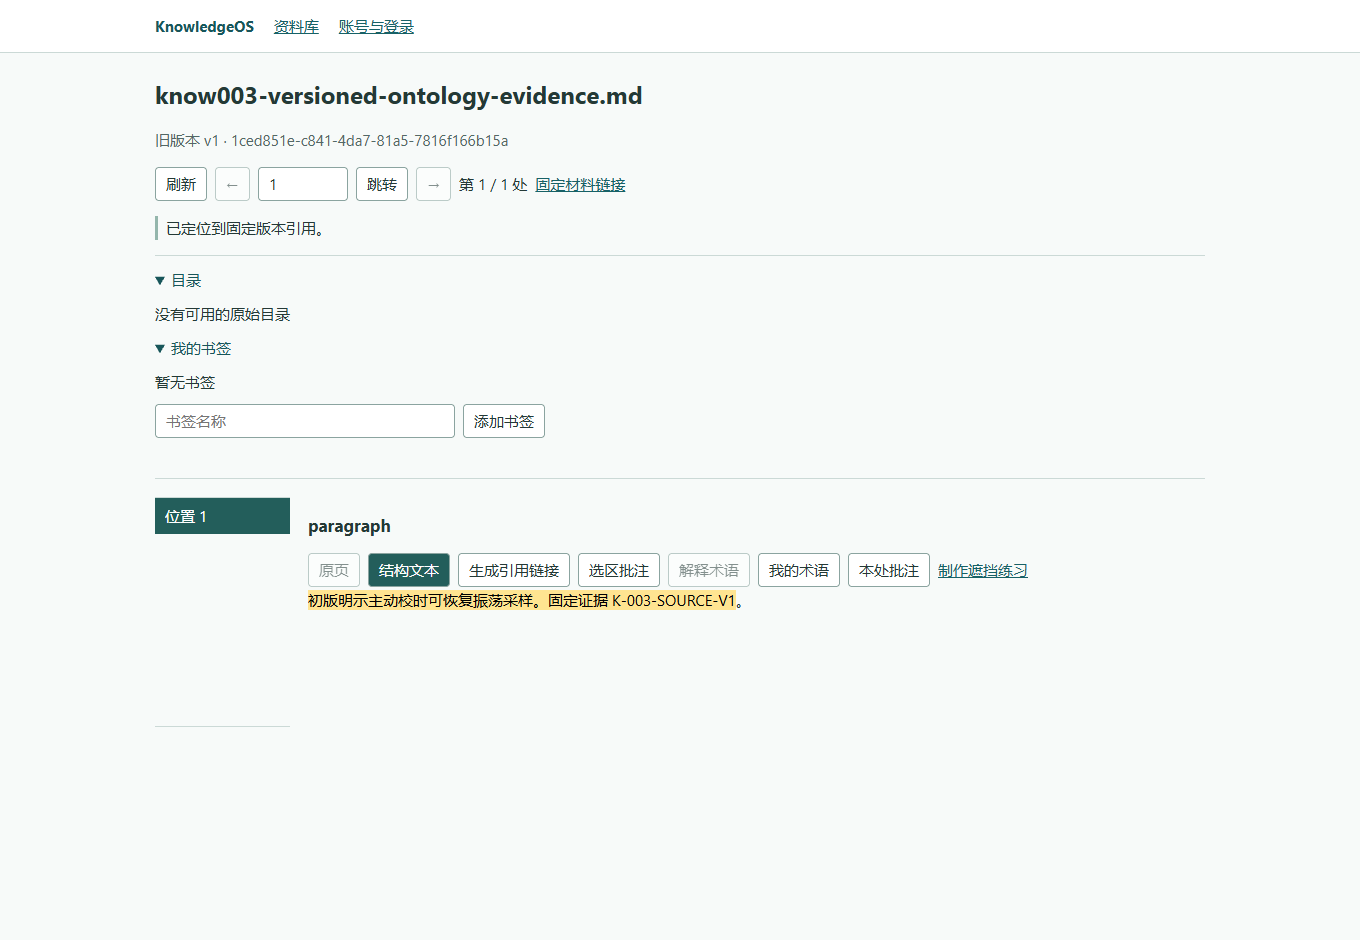 KnowledgeOS 资料库 账号与登录
know003-versioned-ontology-evidence.md
旧版本 v1 · 1ced851e-c841-4da7-81a5-7816f166b15a
刷新 ← 1 跳转 → 第 1 / 1 处 固定材料链接
已定位到固定版本引用。
▼ 目录
没有可用的原始目录
▼ 我的书签
暂无书签
书签名称 添加书签
位置 1
paragraph
原页 结构文本 生成引用链接 选区批注 解释术语 我的术语 本处批注 制作遮挡练习
初版明示主动校时可恢复振荡采样。固定证据 K-003-SOURCE-V1。